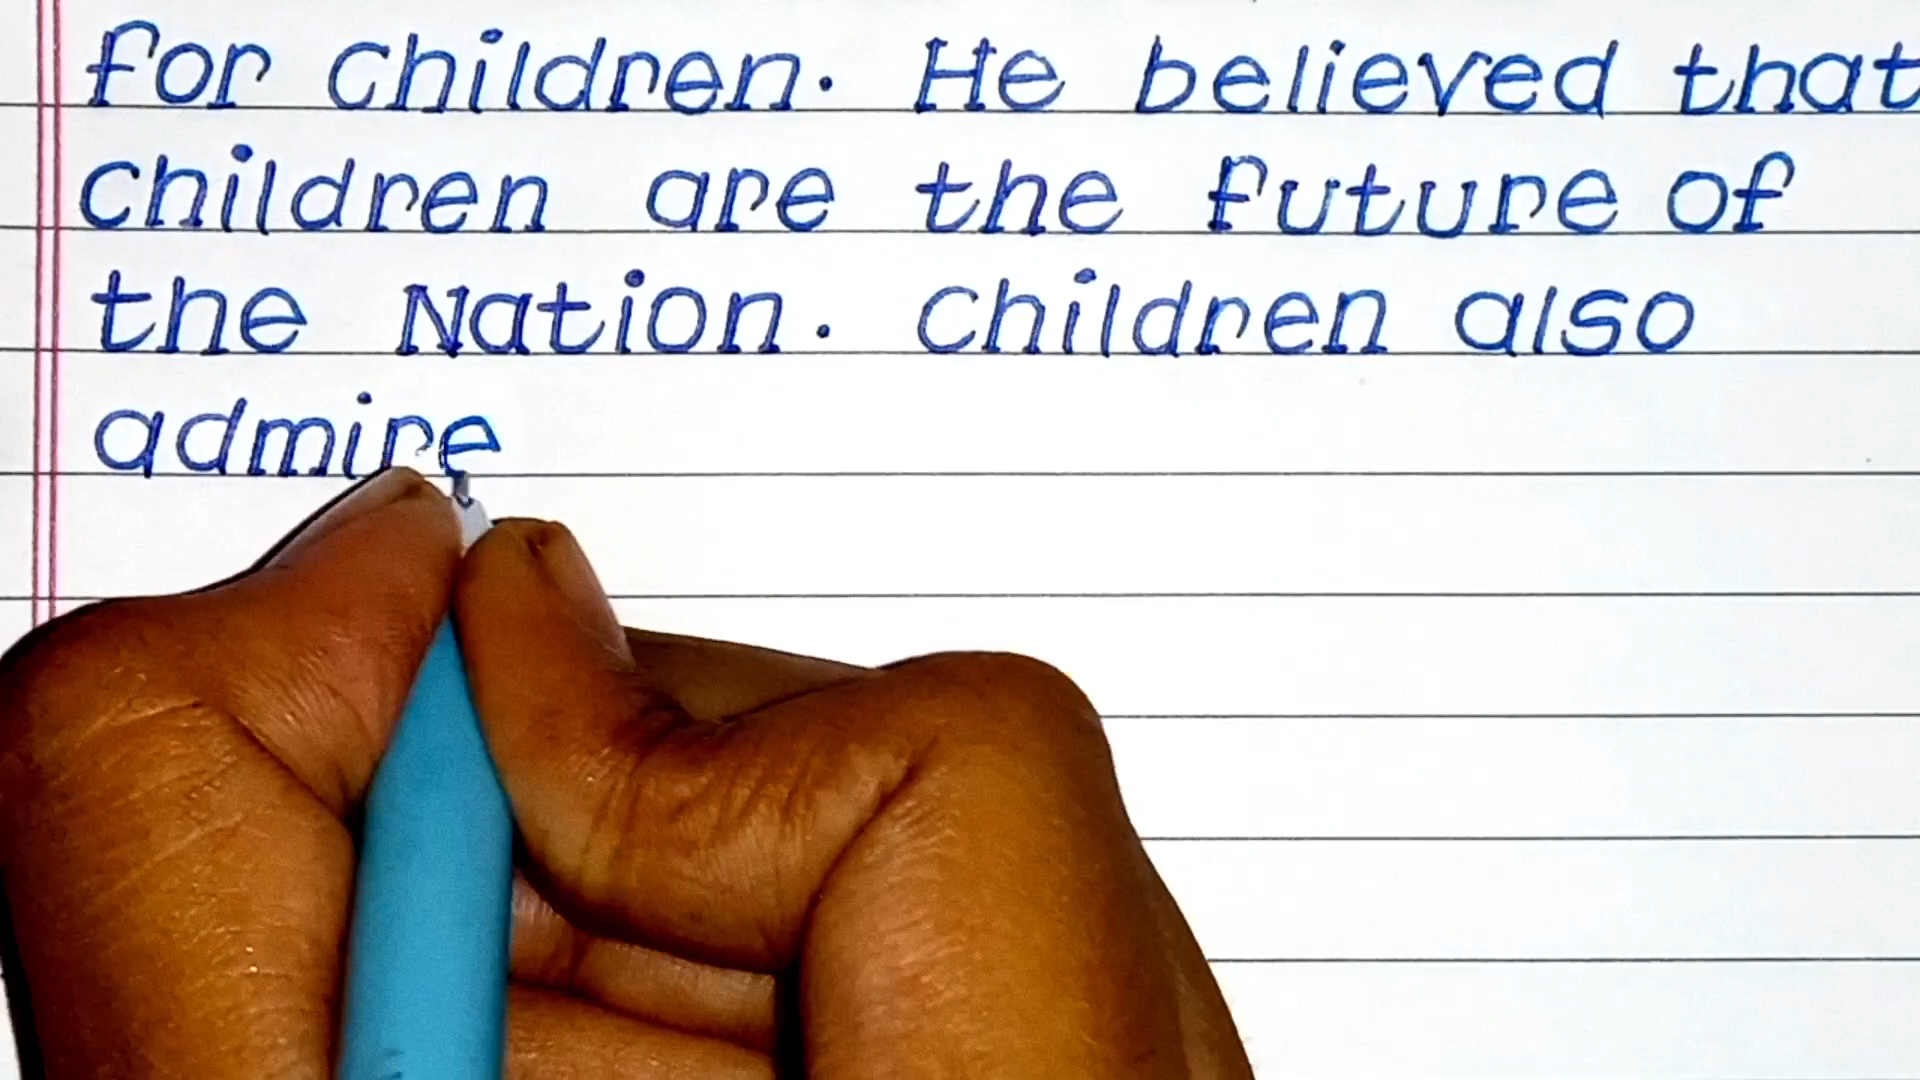 for children. He believed that
children are the future of
the Nation. Children also
admire